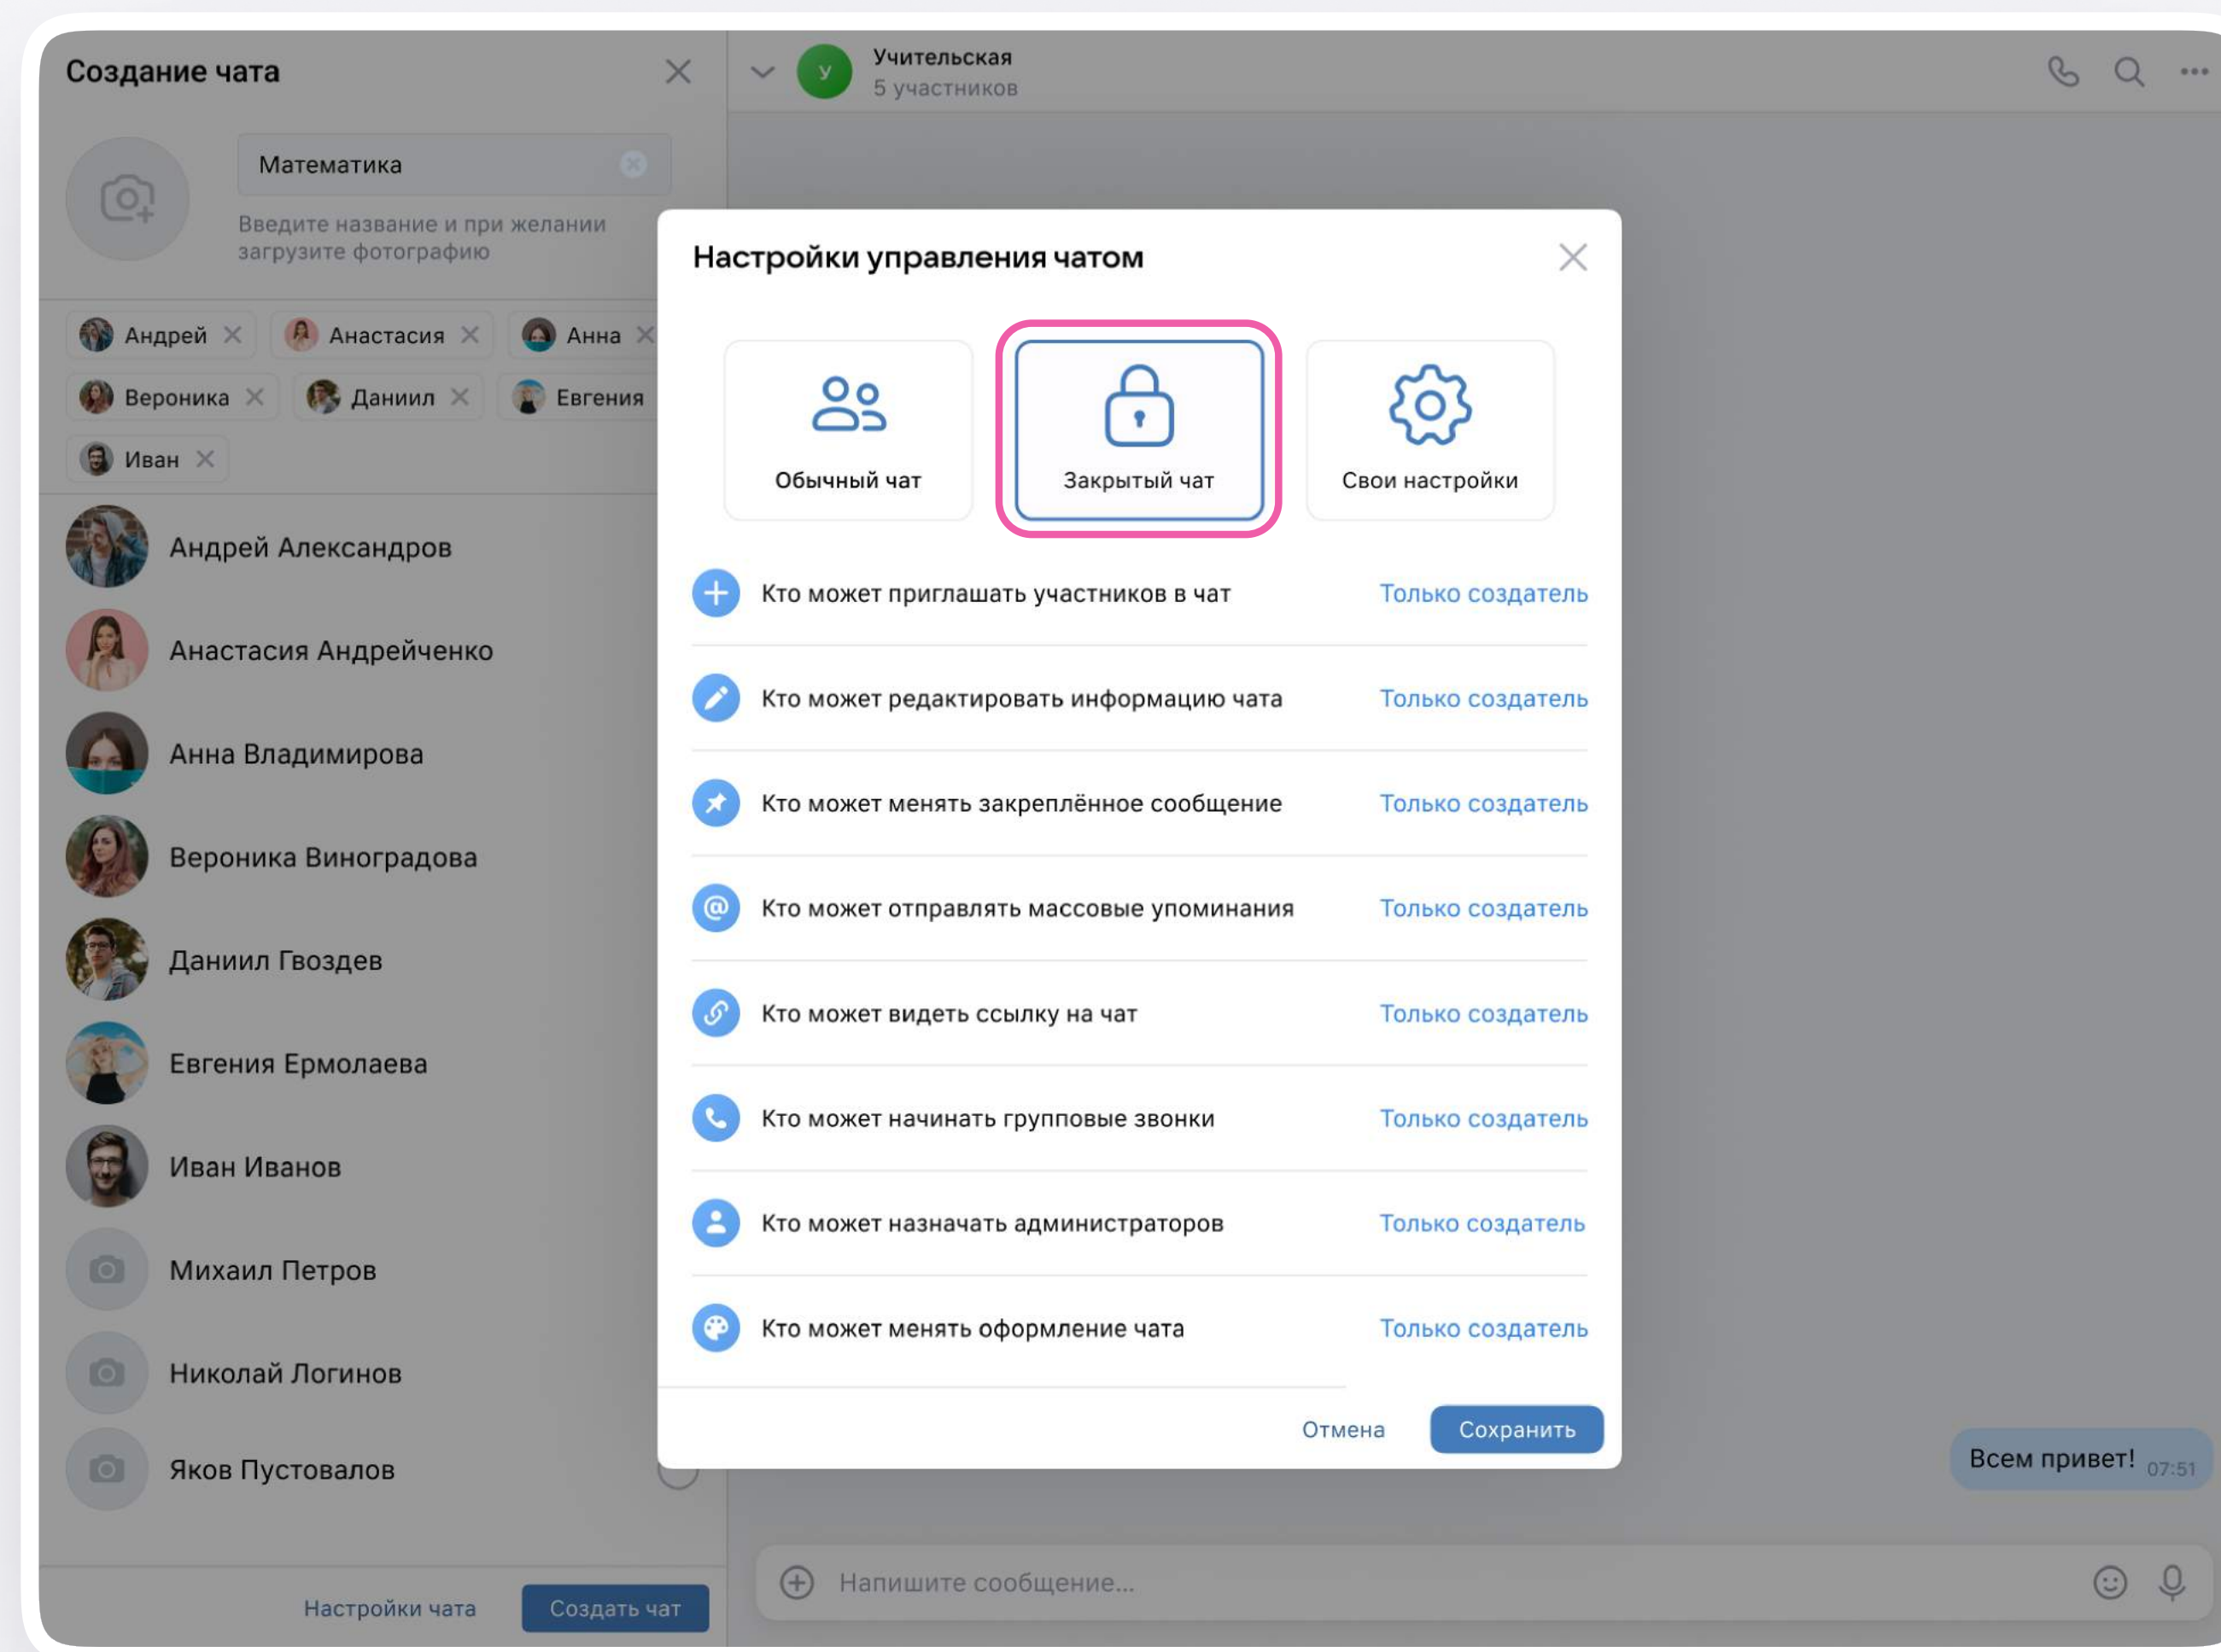 Создание чата
Математика
Введите название и при желании
загрузите фотографию
Андрей
Анастасия
Анна
Вероника
Даниил
Евгения
Иван
Андрей Александров
Анастасия Андрейченко
Анна Владимирова
Вероника Виноградова
Даниил Гвоздев
Евгения Ермолаева
Иван Иванов
Михаил Петров
Николай Логинов
Яков Пустовалов
Настройки чата
Создать чат
У
Учительская
5 участников
Настройки управления чатом
Обычный чат
Закрытый чат
Свои настройки
Кто может приглашать участников в чат Только создатель
Кто может редактировать информацию чата Только создатель
Кто может менять закреплённое сообщение Только создатель
Кто может отправлять массовые упоминания Только создатель
Кто может видеть ссылку на чат Только создатель
Кто может начинать групповые звонки Только создатель
Кто может назначать администраторов Только создатель
Кто может менять оформление чата Только создатель
Отмена
Сохранить
Всем привет! 07:51
Напишите сообщение...